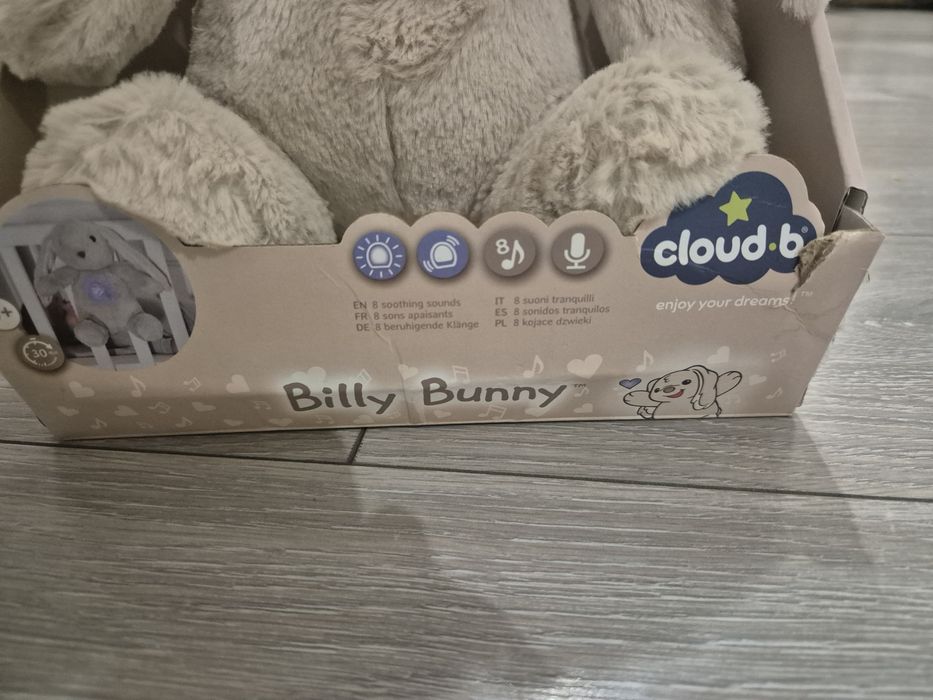 8
cloud·b®
enjoy your dreams!™
EN 8 soothing sounds
FR 8 sons apaisants
DE 8 beruhigende Klänge
IT 8 suoni tranquilli
ES 8 sonidos tranquilos
PL 8 kojace dzwieki
+
30
Billy Bunny™